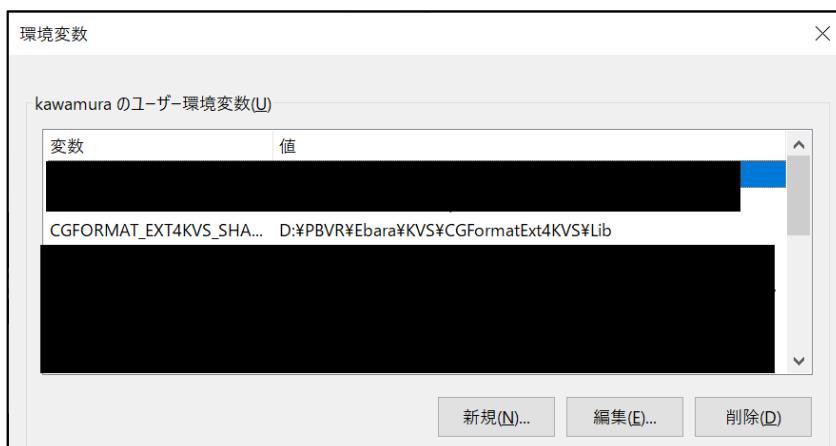 環境変数
kawamura のユーザー環境変数(U)
変数 値
CGFORMAT_EXT4KVS_SHA... D:¥PBVR¥Ebara¥KVS¥CGFormatExt4KVS¥Lib
新規(N)... 編集(E)... 削除(D)